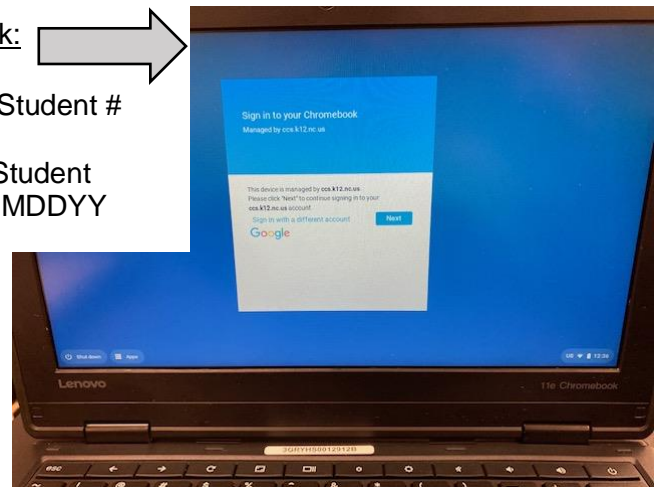 k:
Student #
Student
MDDYY
Sign in to your Chromebook
Managed by ccs.k12.nc.us
This device is managed by ccs.k12.nc.us.
Please click "Next" to continue signing in to your
ccs.k12.nc.us account.
Sign in with a different account
Next
Google
Shut down
Apps
US
12:36
Lenovo
11e Chromebook
esc